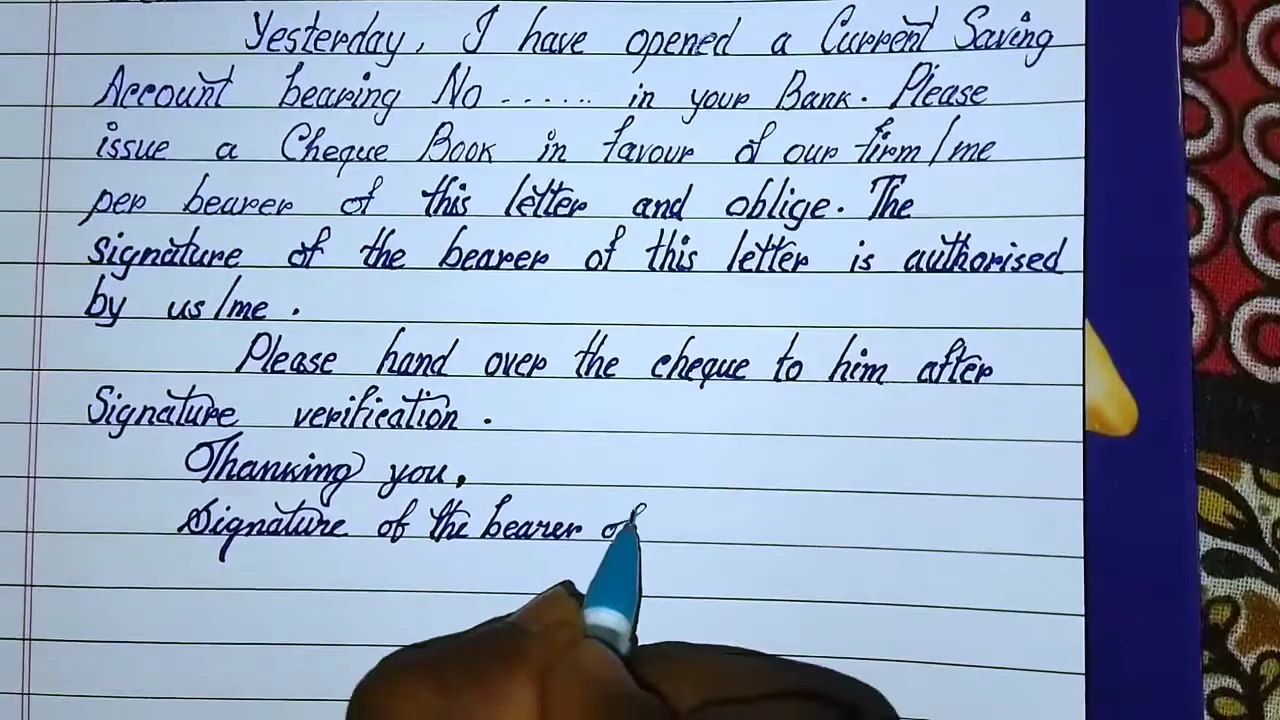 Yesterday, I have opened a Current Saving
Account bearing No ...... in your Bank. Please
issue a Cheque Book in favour of our firm/me
per bearer of this letter and oblige. The
signature of the bearer of this letter is authorised
by us/me.
Please hand over the cheque to him after
Signature verification.
Thanking you,
Signature of the bearer of